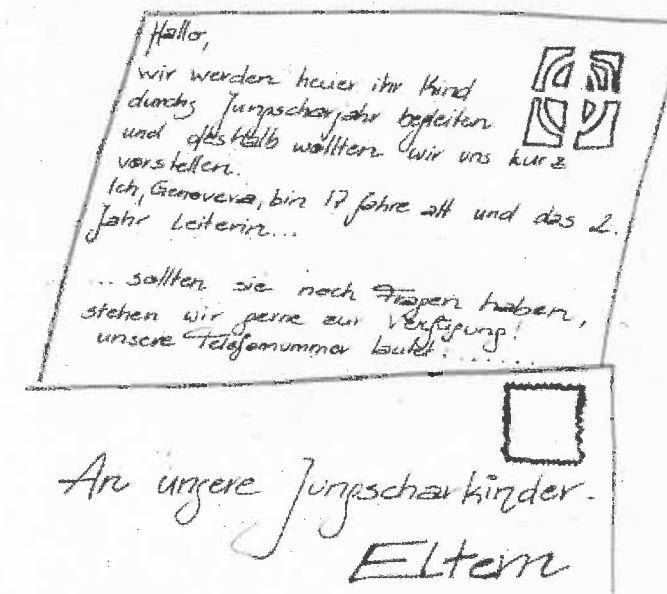 Hallo,
wir werden heuer ihr Kind
durchs Jungscharjahr begleiten
und deshalb wollten wir uns kurz
vorstellen.
Ich, Genovera, bin 17 Jahre alt und das 2.
Jahr Leiterin...
... sollten sie noch Fragen haben,
stehen wir gerne zur Verfügung!
unsere Telefonnummer lautet:.......
An unsere Jungscharkinder-
Eltern